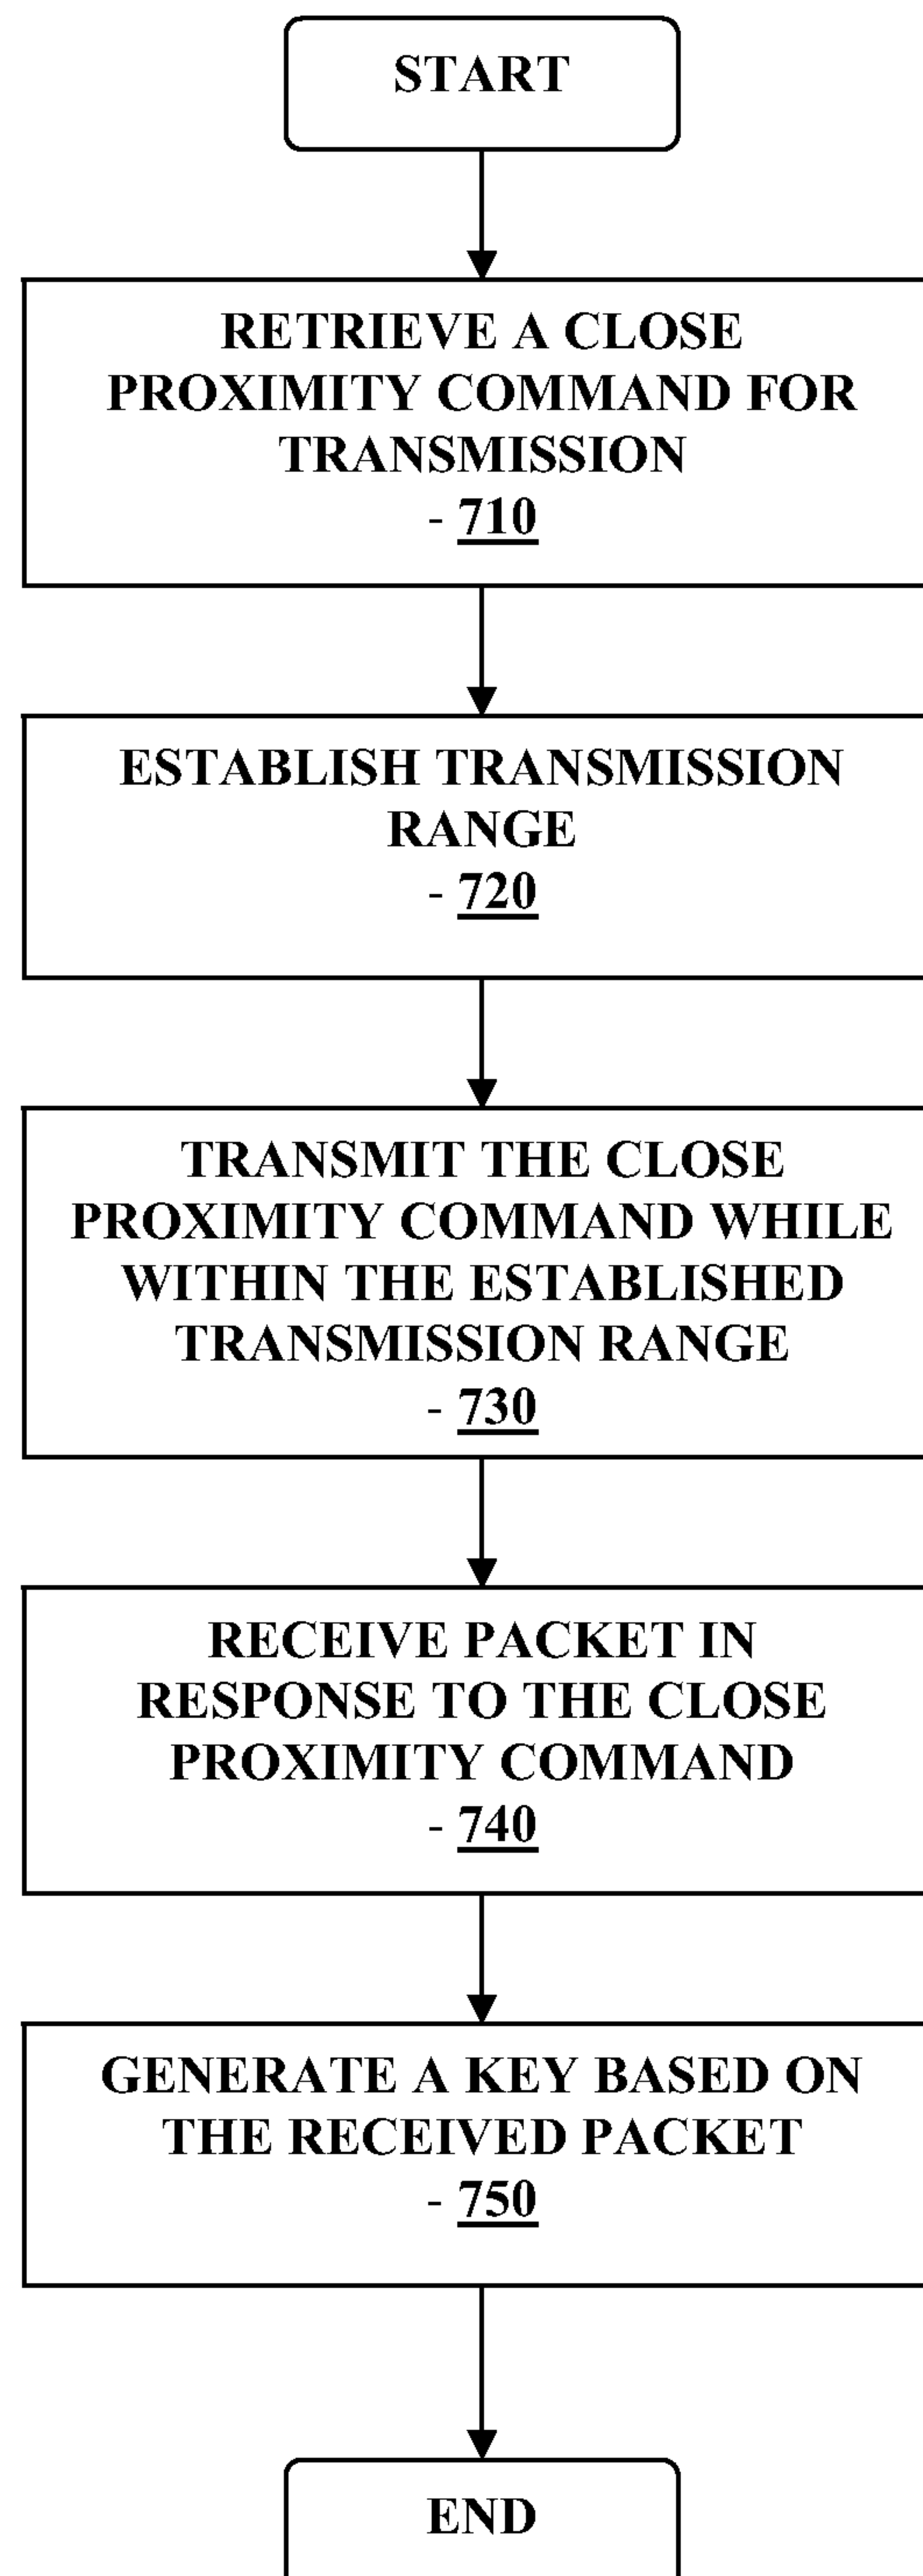 START
RETRIEVE A CLOSE
PROXIMITY COMMAND FOR
TRANSMISSION
- 710
ESTABLISH TRANSMISSION
RANGE
- 720
TRANSMIT THE CLOSE
PROXIMITY COMMAND WHILE
WITHIN THE ESTABLISHED
TRANSMISSION RANGE
- 730
RECEIVE PACKET IN
RESPONSE TO THE CLOSE
PROXIMITY COMMAND
- 740
GENERATE A KEY BASED ON
THE RECEIVED PACKET
- 750
END